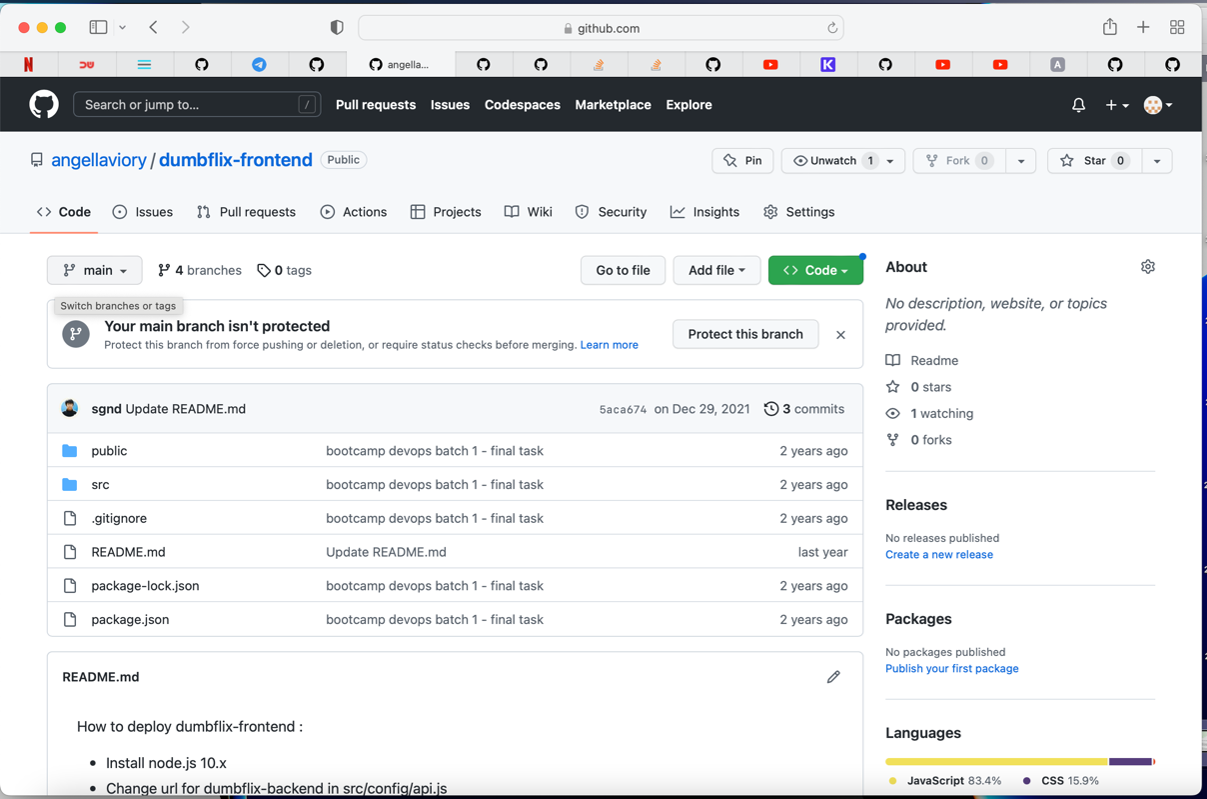 github.com
angella...
Search or jump to... /
Pull requests Issues Codespaces Marketplace Explore
angellaviory / dumbflix-frontend Public
Pin Unwatch 1 Fork 0 Star 0
Code Issues Pull requests Actions Projects Wiki Security Insights Settings
main 4 branches 0 tags Go to file Add file Code
Switch branches or tags
Your main branch isn't protected
Protect this branch from force pushing or deletion, or require status checks before merging. Learn more
Protect this branch
sgnd Update README.md 5aca674 on Dec 29, 2021 3 commits
public bootcamp devops batch 1 - final task 2 years ago
src bootcamp devops batch 1 - final task 2 years ago
.gitignore bootcamp devops batch 1 - final task 2 years ago
README.md Update README.md last year
package-lock.json bootcamp devops batch 1 - final task 2 years ago
package.json bootcamp devops batch 1 - final task 2 years ago
README.md
How to deploy dumbflix-frontend :
• Install node.js 10.x
• Change url for dumbflix-backend in src/config/api.js
About
No description, website, or topics
provided.
Readme
0 stars
1 watching
0 forks
Releases
No releases published
Create a new release
Packages
No packages published
Publish your first package
Languages
JavaScript 83.4% CSS 15.9%